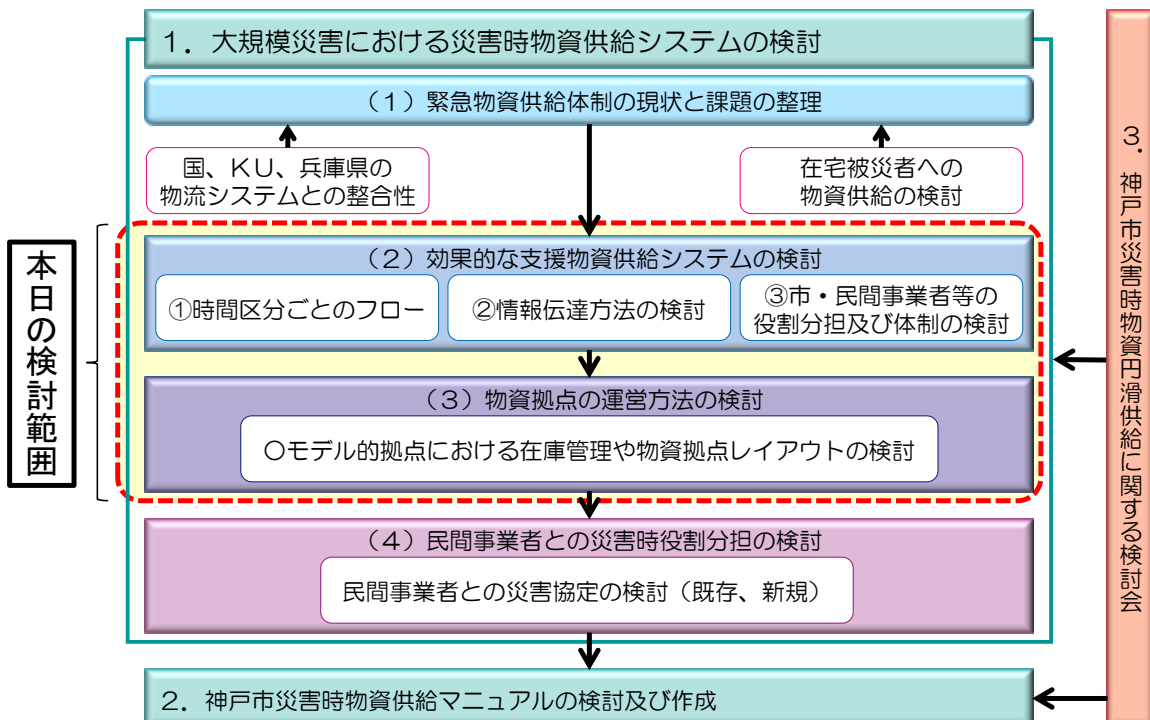 1．大規模災害における災害時物資供給システムの検討
（1）緊急物資供給体制の現状と課題の整理
国、KU、兵庫県の
物流システムとの整合性
在宅被災者への
物資供給の検討
本日の検討範囲
（2）効果的な支援物資供給システムの検討
①時間区分ごとのフロー
②情報伝達方法の検討
③市・民間事業者等の
役割分担及び体制の検討
（3）物資拠点の運営方法の検討
〇モデル的拠点における在庫管理や物資拠点レイアウトの検討
（4）民間事業者との災害時役割分担の検討
民間事業者との災害協定の検討（既存、新規）
2．神戸市災害時物資供給マニュアルの検討及び作成
3．神戸市災害時物資円滑供給に関する検討会